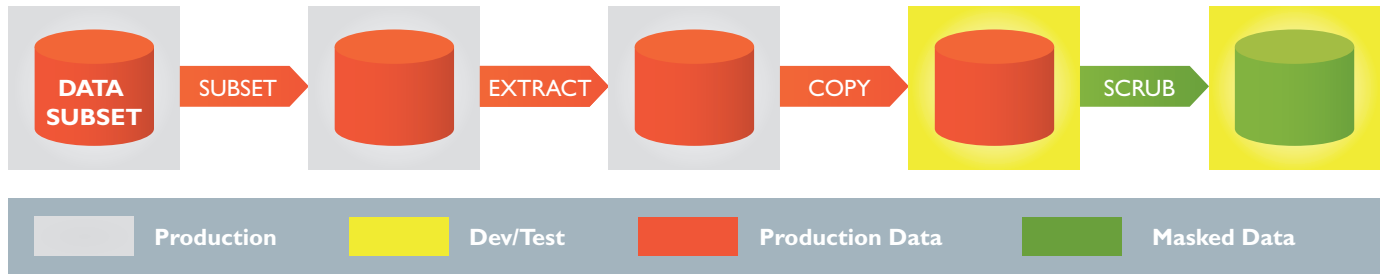 DATA
SUBSET
SUBSET
EXTRACT
COPY
SCRUB
Production
Dev/Test
Production Data
Masked Data